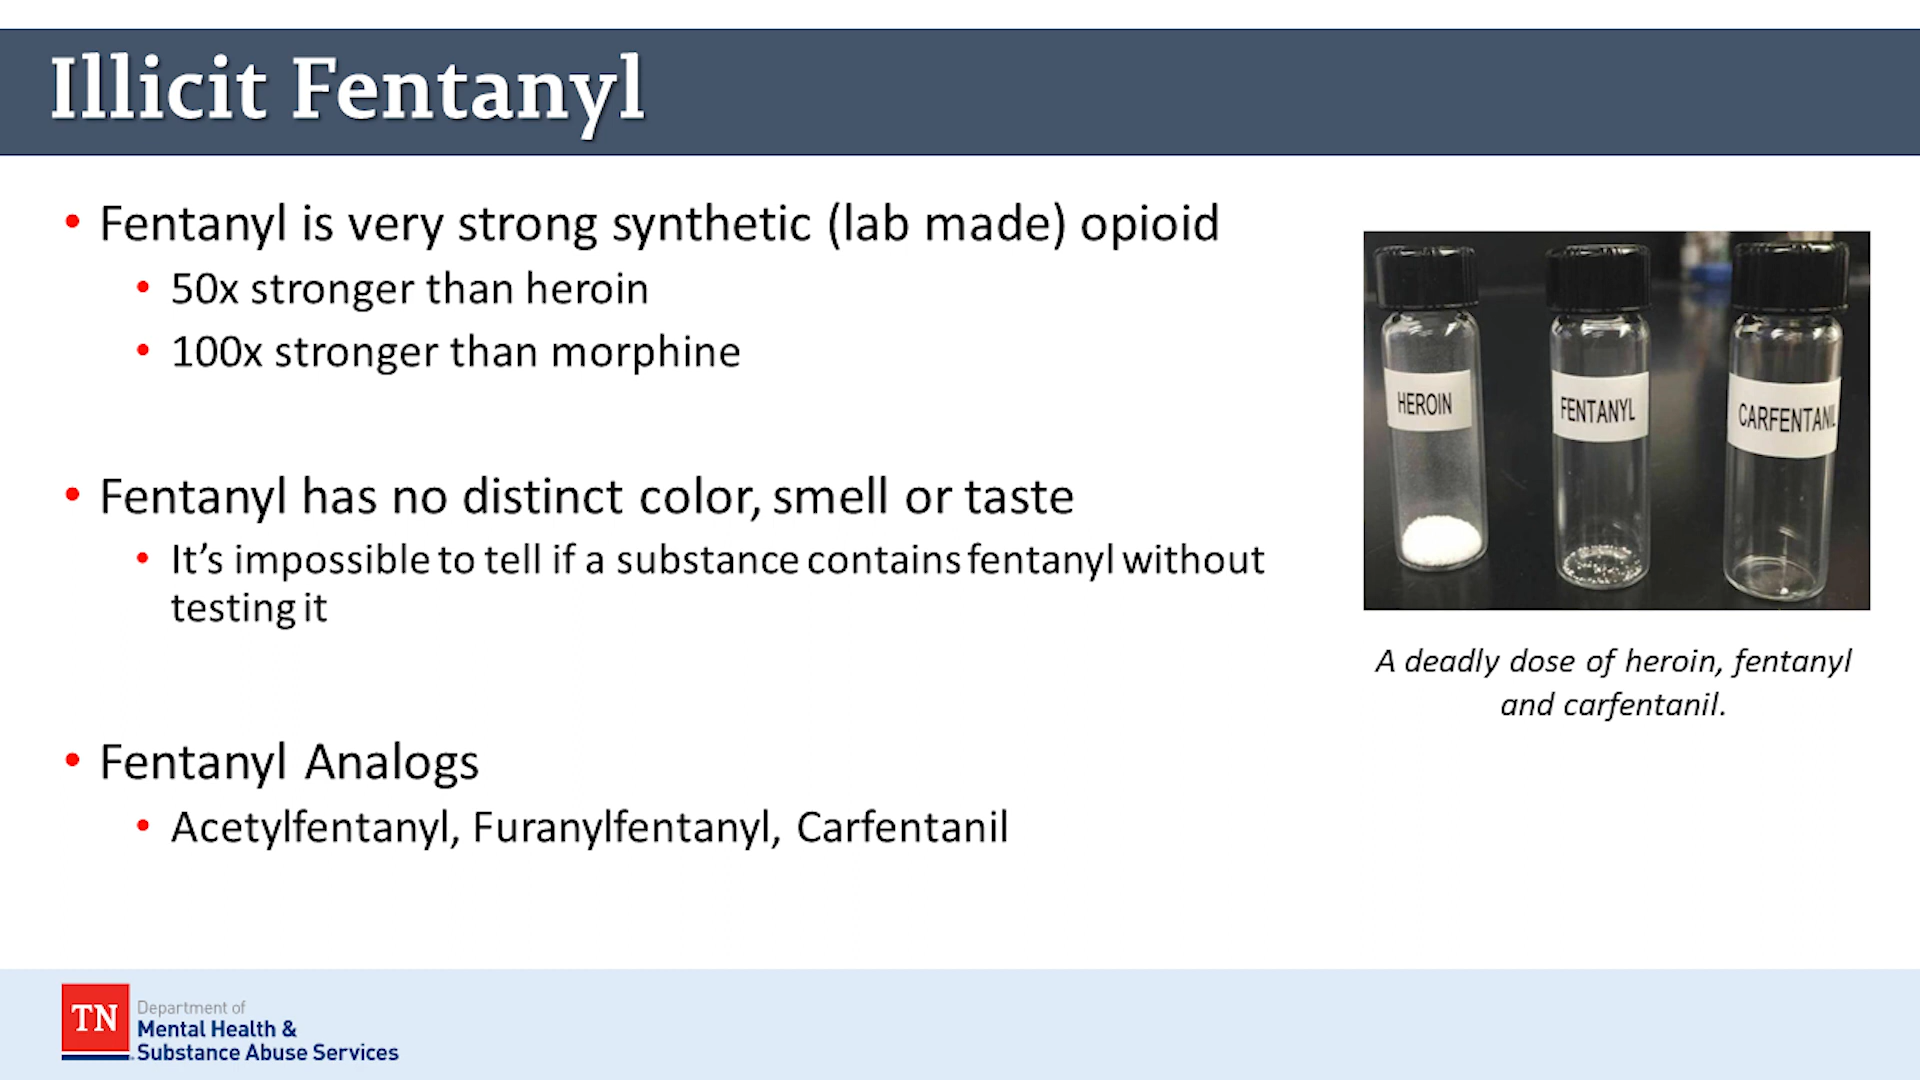 Illicit Fentanyl
• Fentanyl is very strong synthetic (lab made) opioid
• 50x stronger than heroin
• 100x stronger than morphine
• Fentanyl has no distinct color, smell or taste
• It’s impossible to tell if a substance contains fentanyl without
testing it
• Fentanyl Analogs
• Acetylfentanyl, Furanylfentanyl, Carfentanil
HEROIN
FENTANYL
CARFENTANIL
A deadly dose of heroin, fentanyl
and carfentanil.
TN
Department of
Mental Health &
Substance Abuse Services